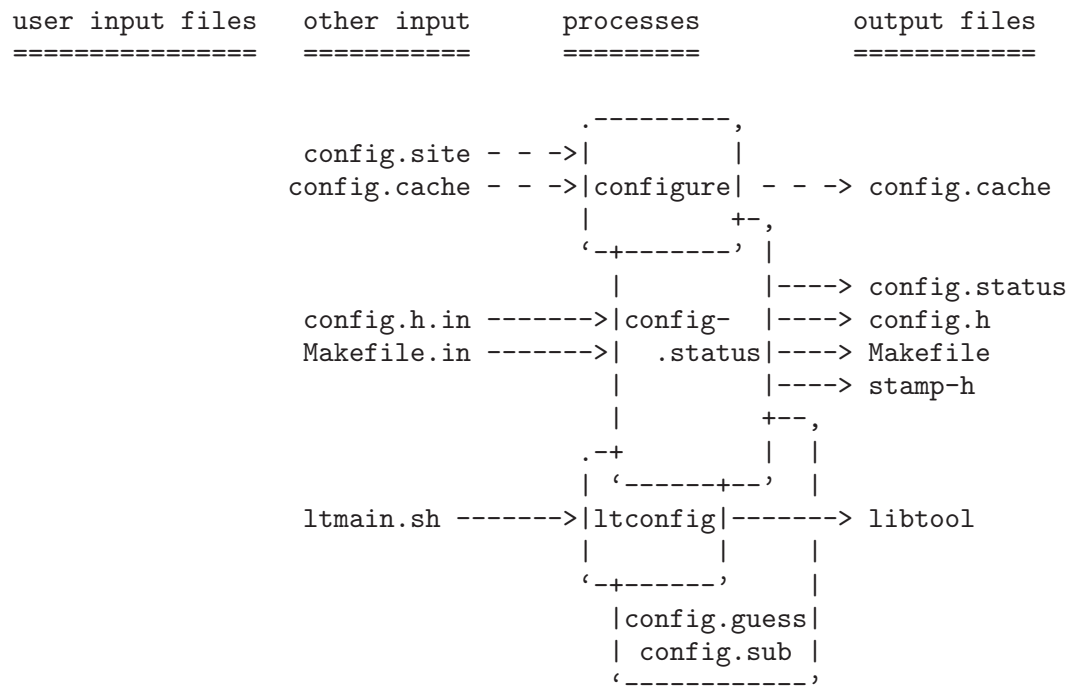 user input files   other input      processes          output files
================   ===========      =========          ============

                                     .---------,
                   config.site - - ->|         |
                  config.cache - - ->|configure| - - -> config.cache
                                     |         +-,
                                     ‘-+-------’ |
                                       |         |----> config.status
                   config.h.in ------->|config-  |----> config.h
                   Makefile.in ------->|  .status|----> Makefile
                                       |         |----> stamp-h
                                       |         +--,
                                     .-+         |  |
                                     | ‘------+--’  |
                   ltmain.sh ------->|ltconfig|-------> libtool
                                     |        |     |
                                     ‘-+------’     |
                                       |config.guess|
                                       | config.sub |
                                       ‘------------’